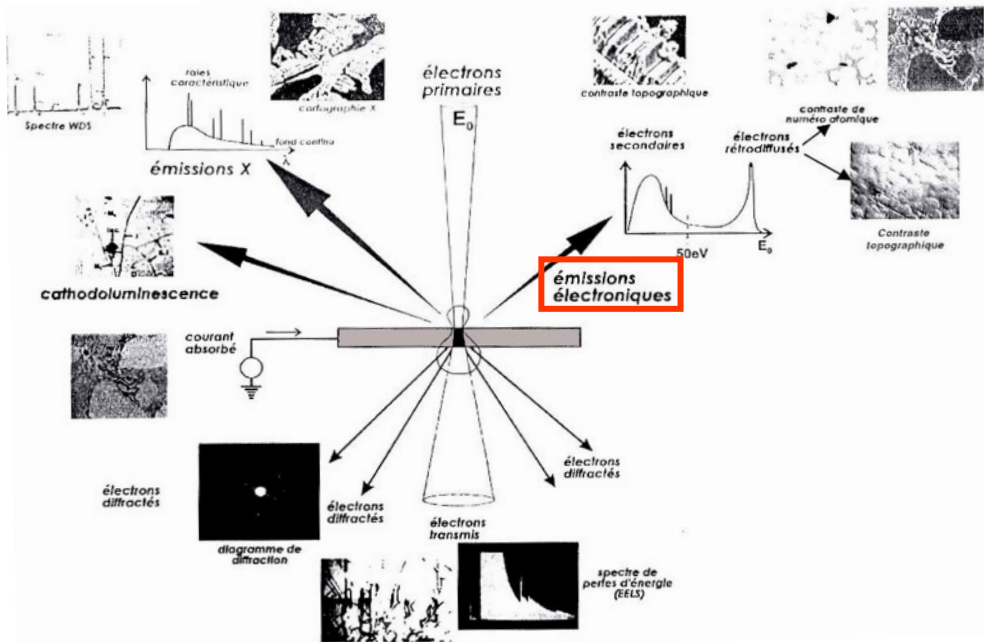 Spectre WDS
raies
caractéristique
fond continu
λ
émissions X
cartographie X
électrons
primaires
E₀
contraste topographique
électrons
secondaires
50eV
E₀
électrons
rétrodiffusés
contraste de
numéro atomique
Contraste
topographique
émissions
électroniques
cathodoluminescence
courant
absorbé
électrons
diffractés
diagramme de
diffraction
électrons
diffractés
électrons
transmis
électrons
diffractés
spectre de
pertes d'énergie
(EELS)